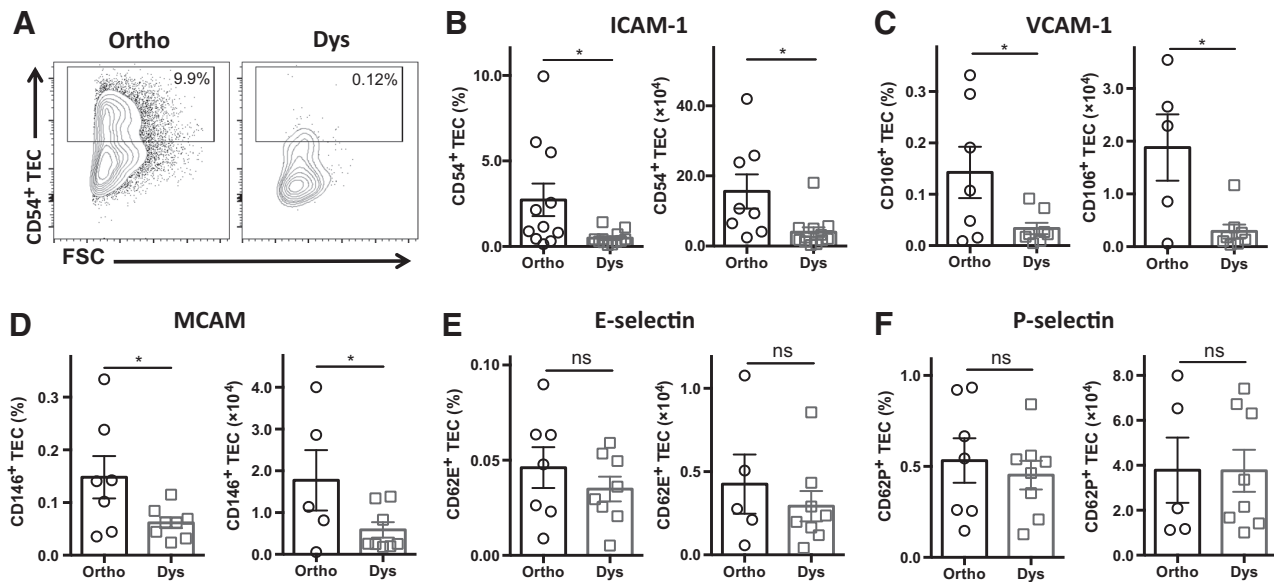 A
Ortho
Dys
9.9%
0.12%
CD54⁺ TEC
FSC
B
ICAM-1
*
*
CD54⁺ TEC (%)
10.0
5.0
0.0
Ortho
Dys
CD54⁺ TEC (×10⁴)
40.0
20.0
0.0
Ortho
Dys
C
VCAM-1
*
*
CD106⁺ TEC (%)
0.3
0.2
0.1
0.0
Ortho
Dys
CD106⁺ TEC (×10⁴)
3.0
2.0
1.0
0.0
Ortho
Dys
D
MCAM
*
*
CD146⁺ TEC (%)
0.3
0.2
0.1
0.0
Ortho
Dys
CD146⁺ TEC (×10⁴)
4.0
3.0
2.0
1.0
0.0
Ortho
Dys
E
E-selectin
ns
ns
CD62E⁺ TEC (%)
0.10
0.05
0.00
Ortho
Dys
CD62E⁺ TEC (×10⁴)
1.0
0.5
0.0
Ortho
Dys
F
P-selectin
ns
ns
CD62P⁺ TEC (%)
1.0
0.5
0.0
Ortho
Dys
CD62P⁺ TEC (×10⁴)
8.0
6.0
4.0
2.0
0.0
Ortho
Dys